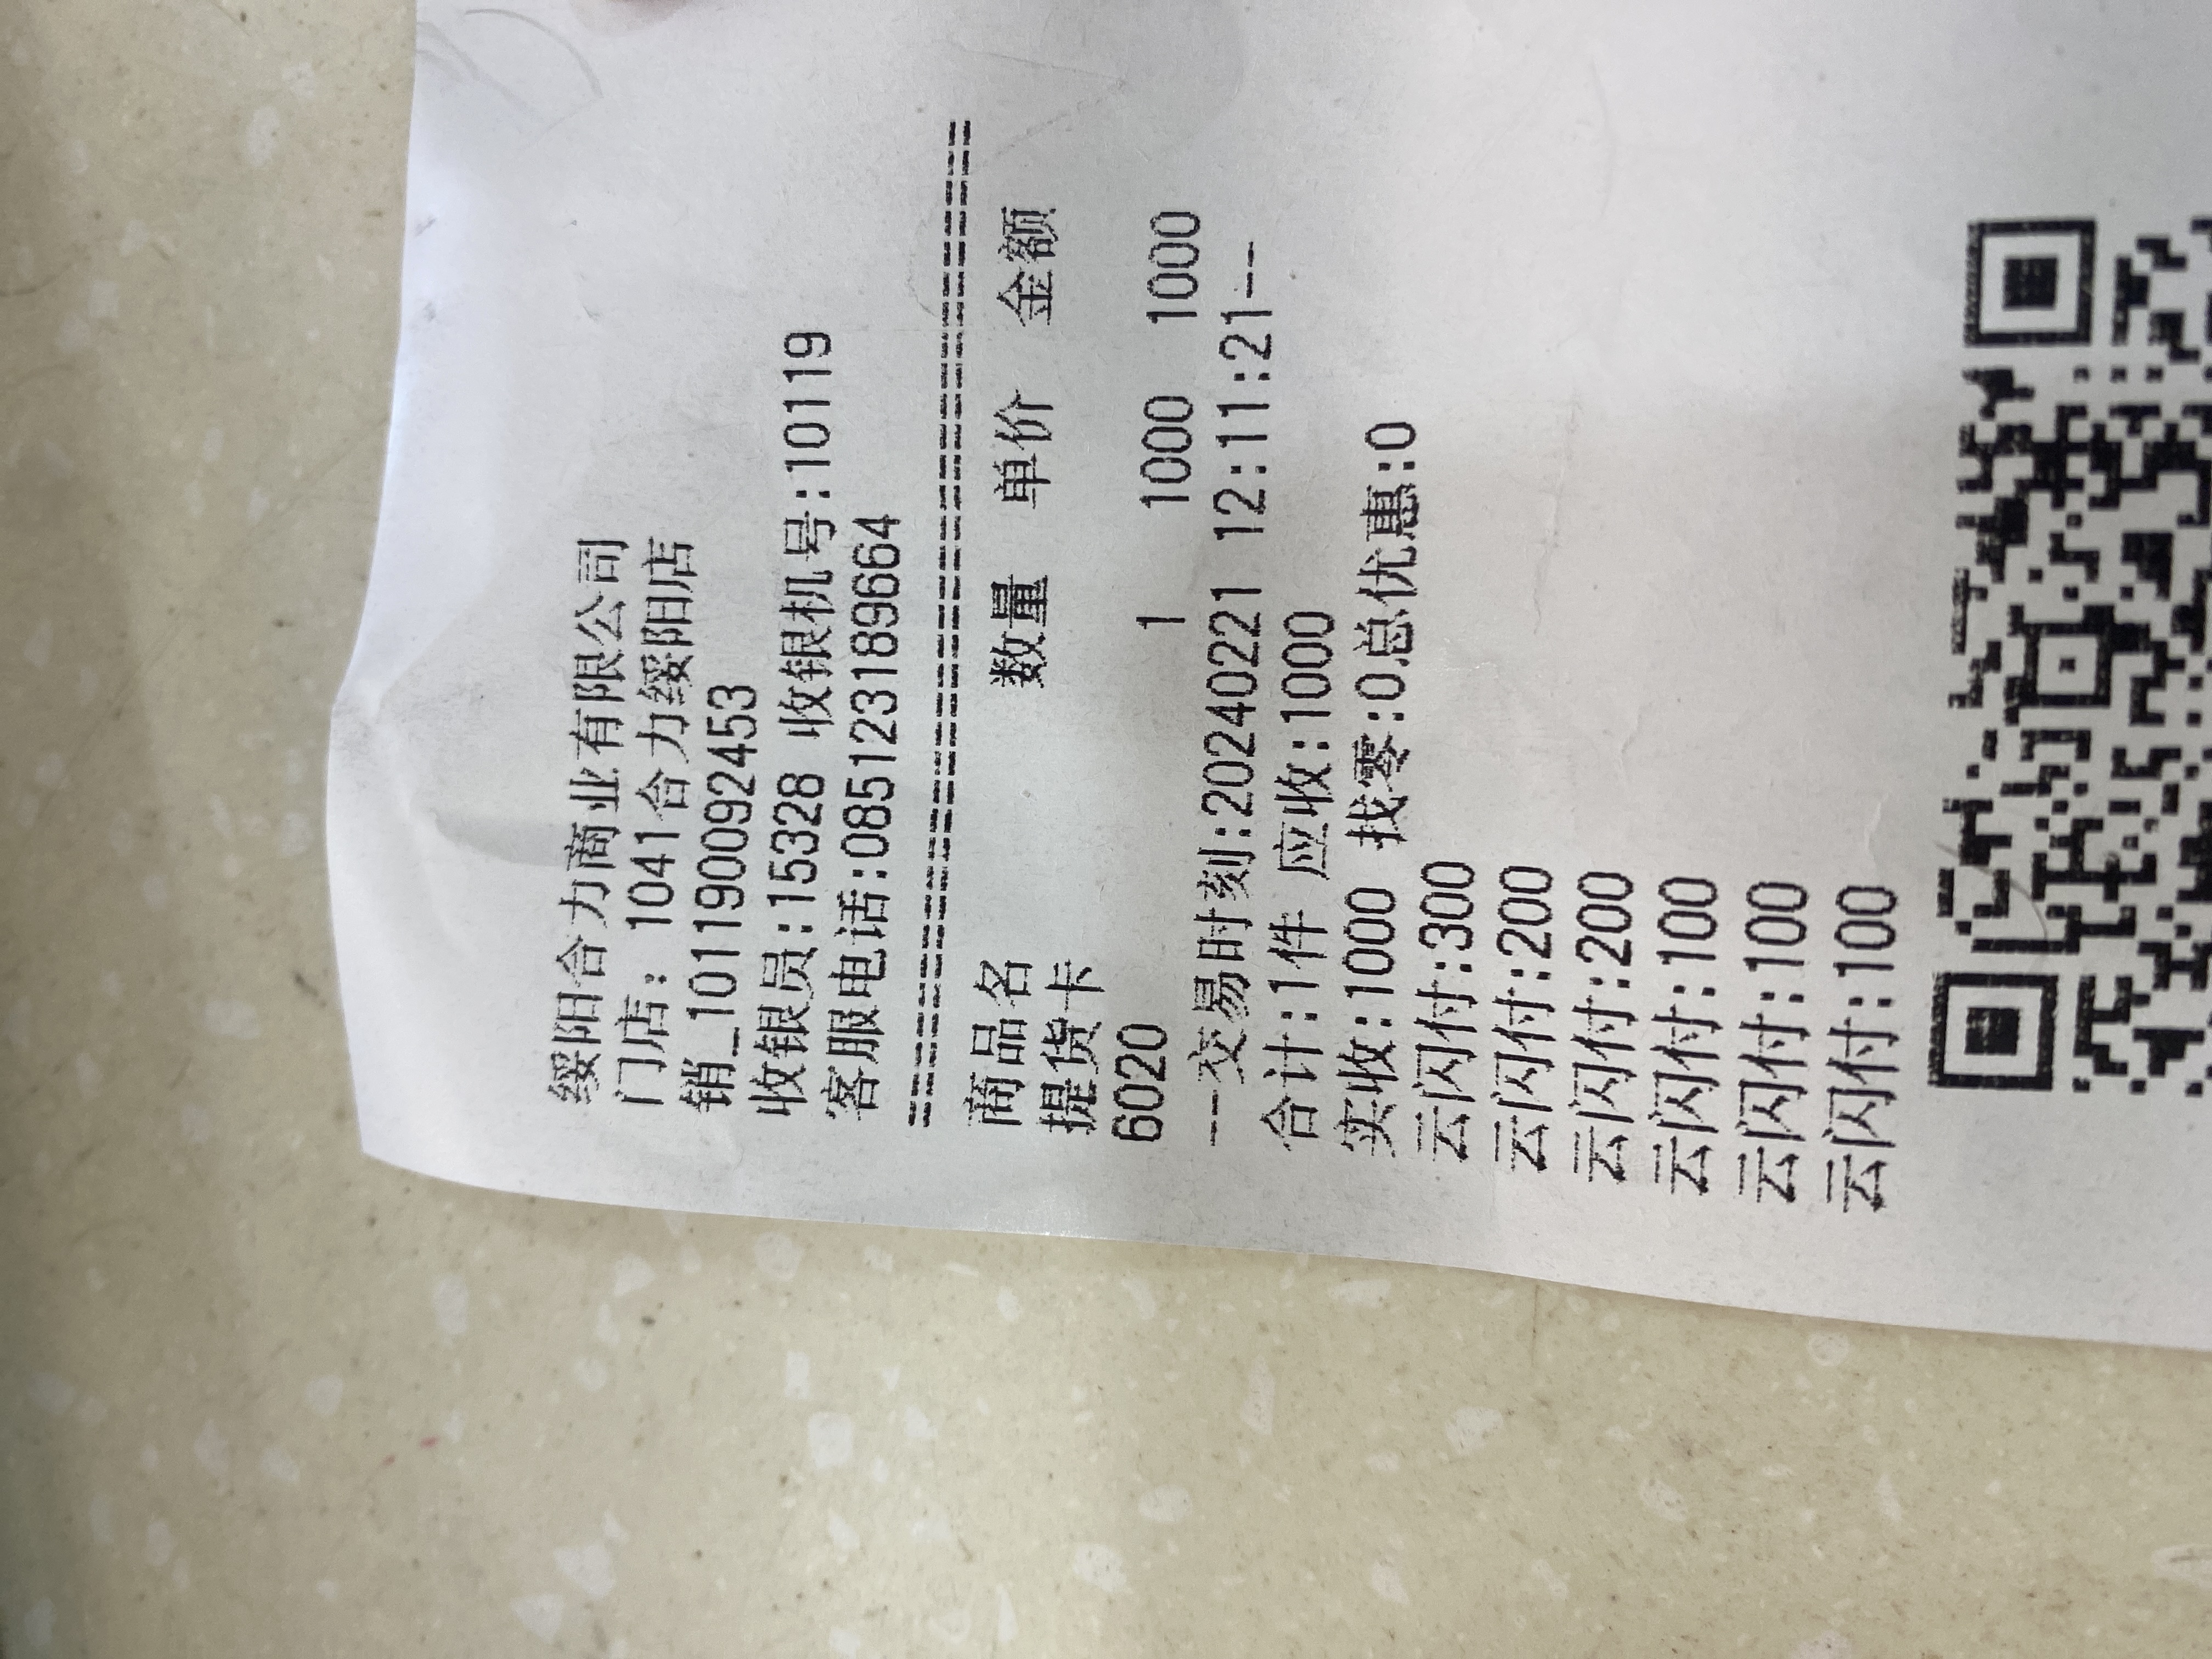 绥阳合力商业有限公司
门店: 1041合力绥阳店
销_1011900092453
收银员:15328 收银机号:10119
客服电话:085123189664
========================================
商品名 数量 单价 金额
提货卡
6020 1 1000 1000
--交易时刻:20240221 12:11:21--
合计:1件 应收:1000
实收:1000 找零:0总优惠:0
云闪付:300
云闪付:200
云闪付:200
云闪付:100
云闪付:100
云闪付:100